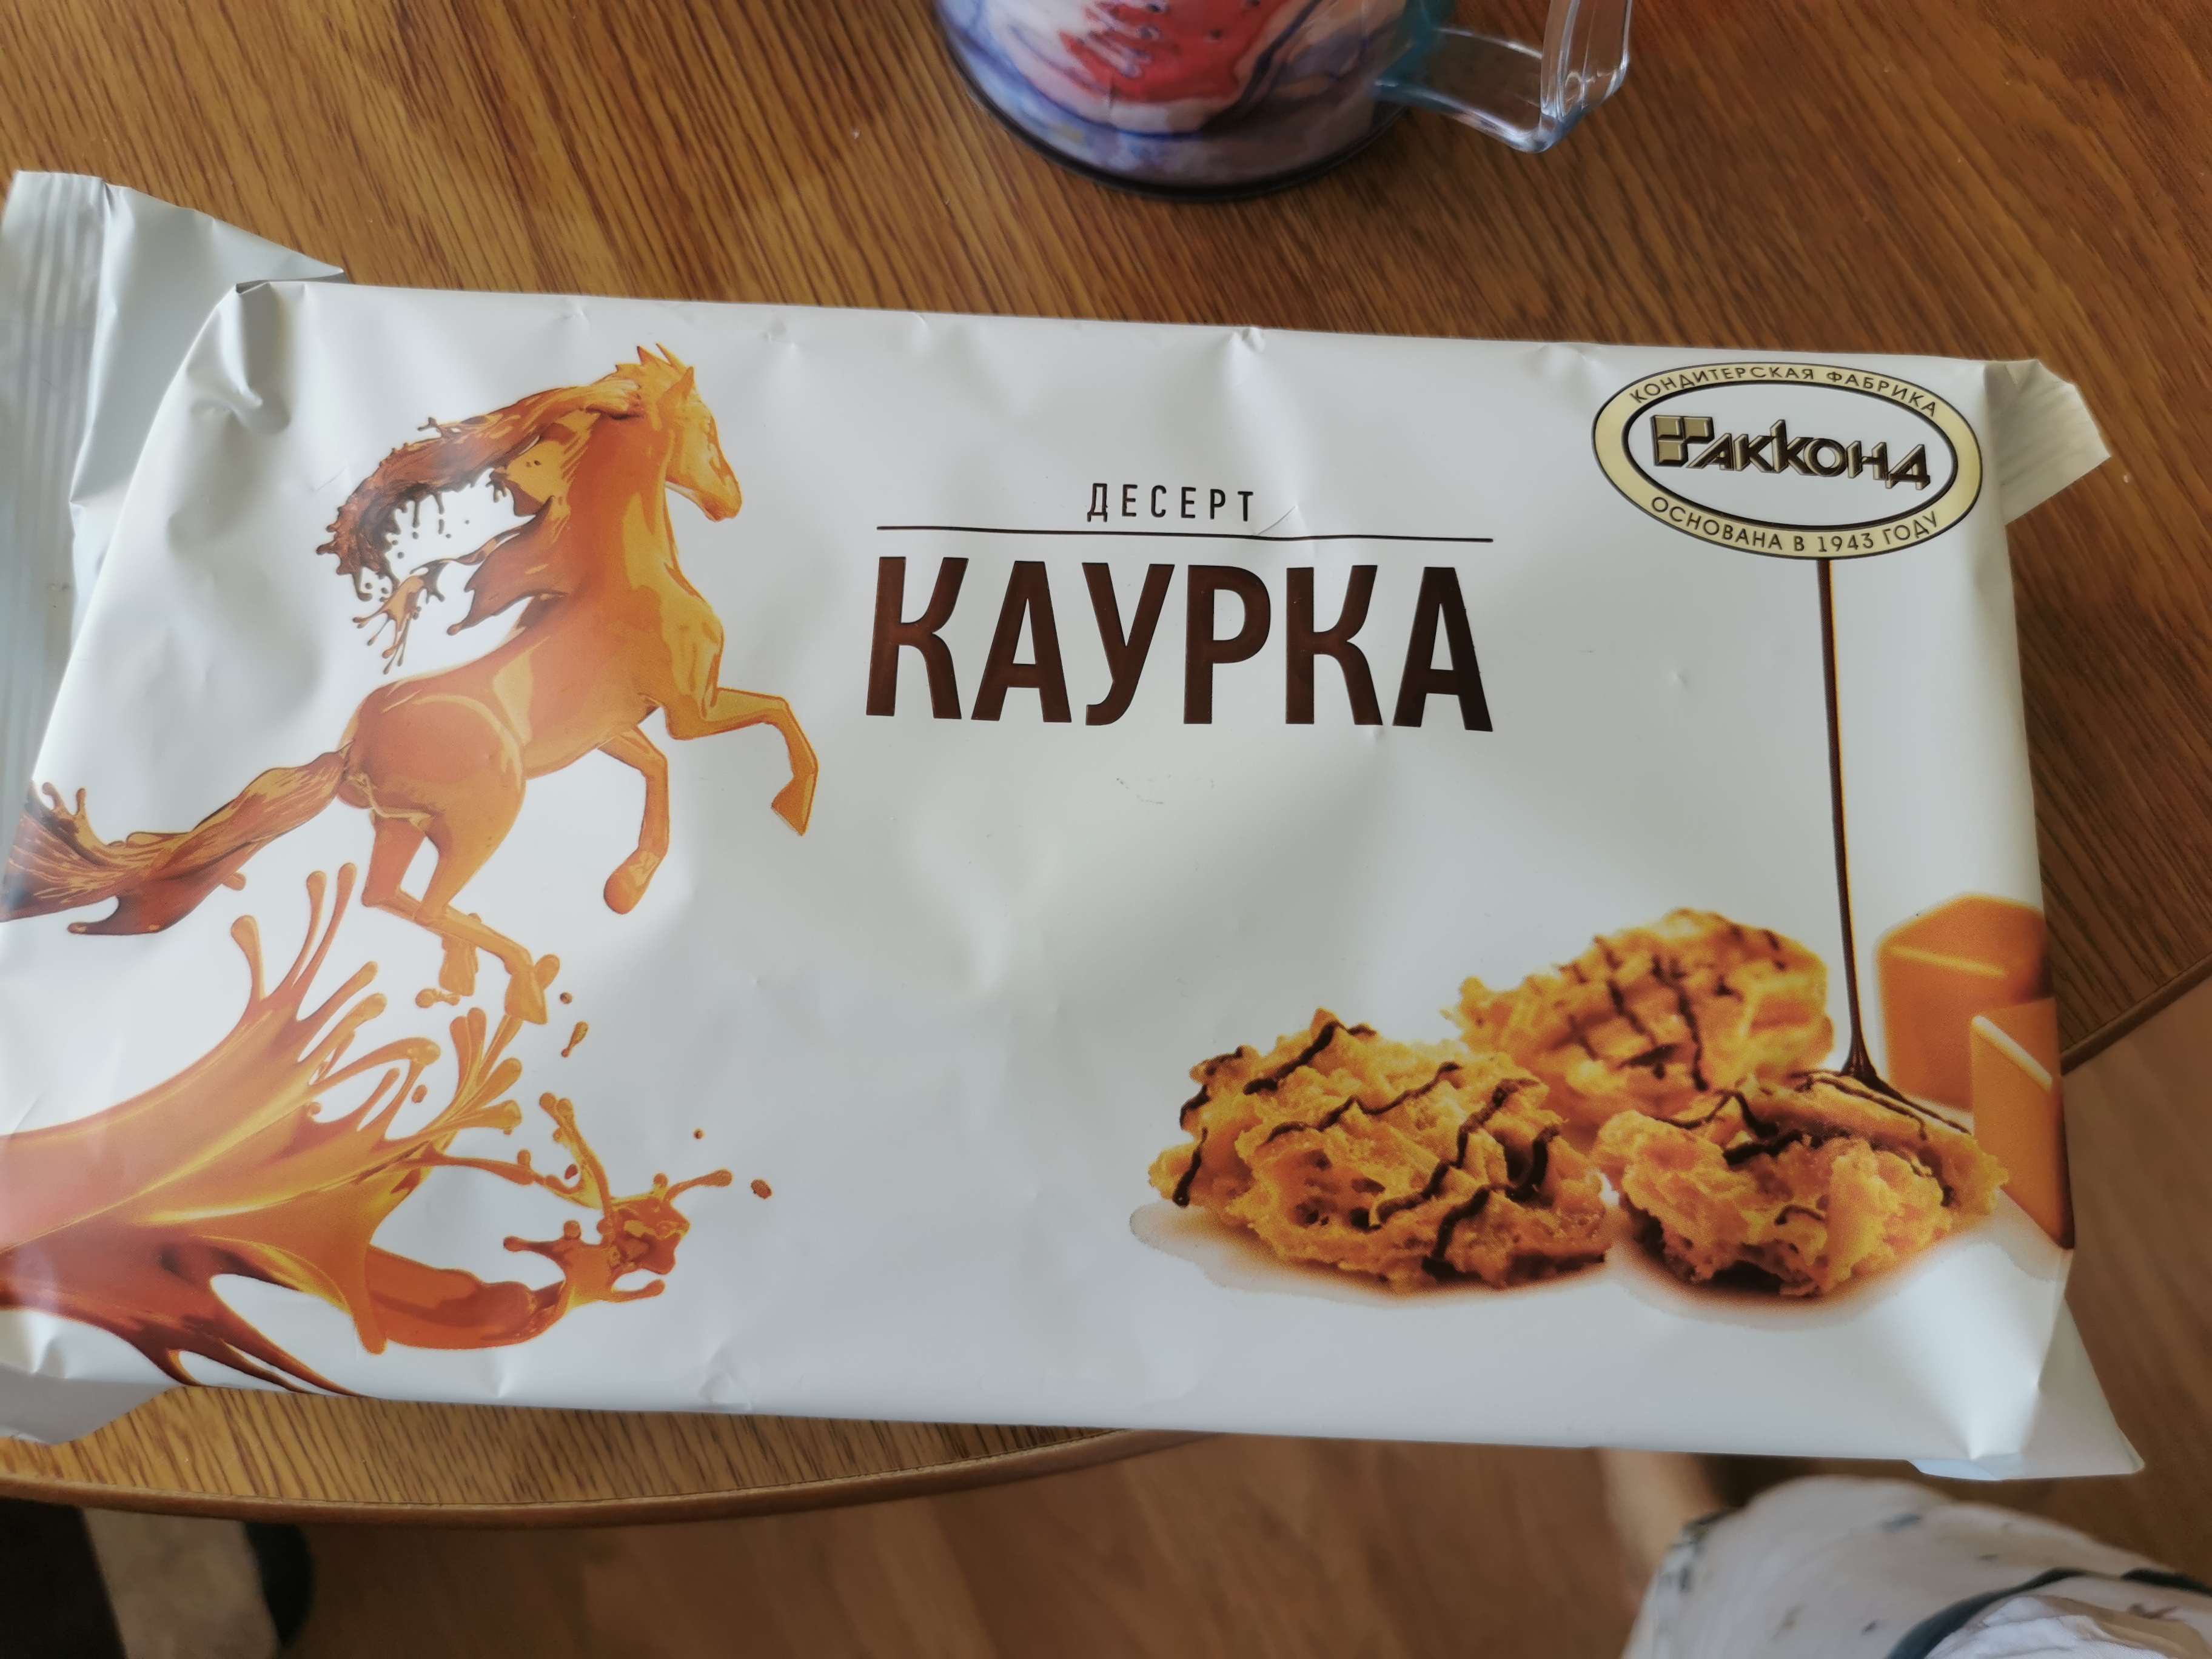 ДЕСЕРТ
КАУРКА
КОНДИТЕРСКАЯ ФАБРИКА
АККОНД
ОСНОВАНА В 1943 ГОДУ